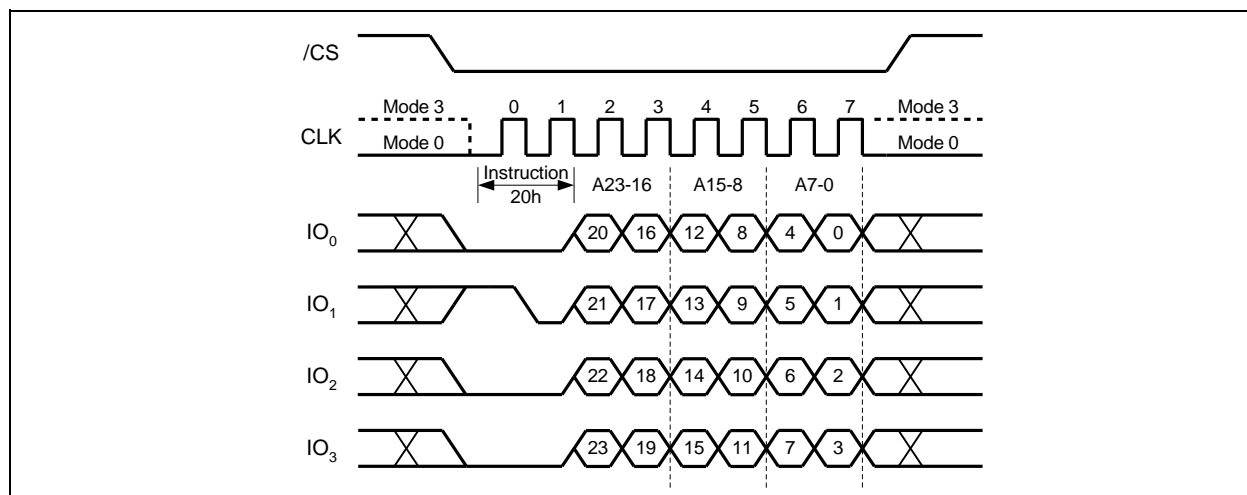 /CS
Mode 3 0 1 2 3 4 5 6 7 Mode 3
CLK
Mode 0 Mode 0
Instruction
20h
A23-16 A15-8 A7-0
IO0 20 16 12 8 4 0
IO1 21 17 13 9 5 1
IO2 22 18 14 10 6 2
IO3 23 19 15 11 7 3